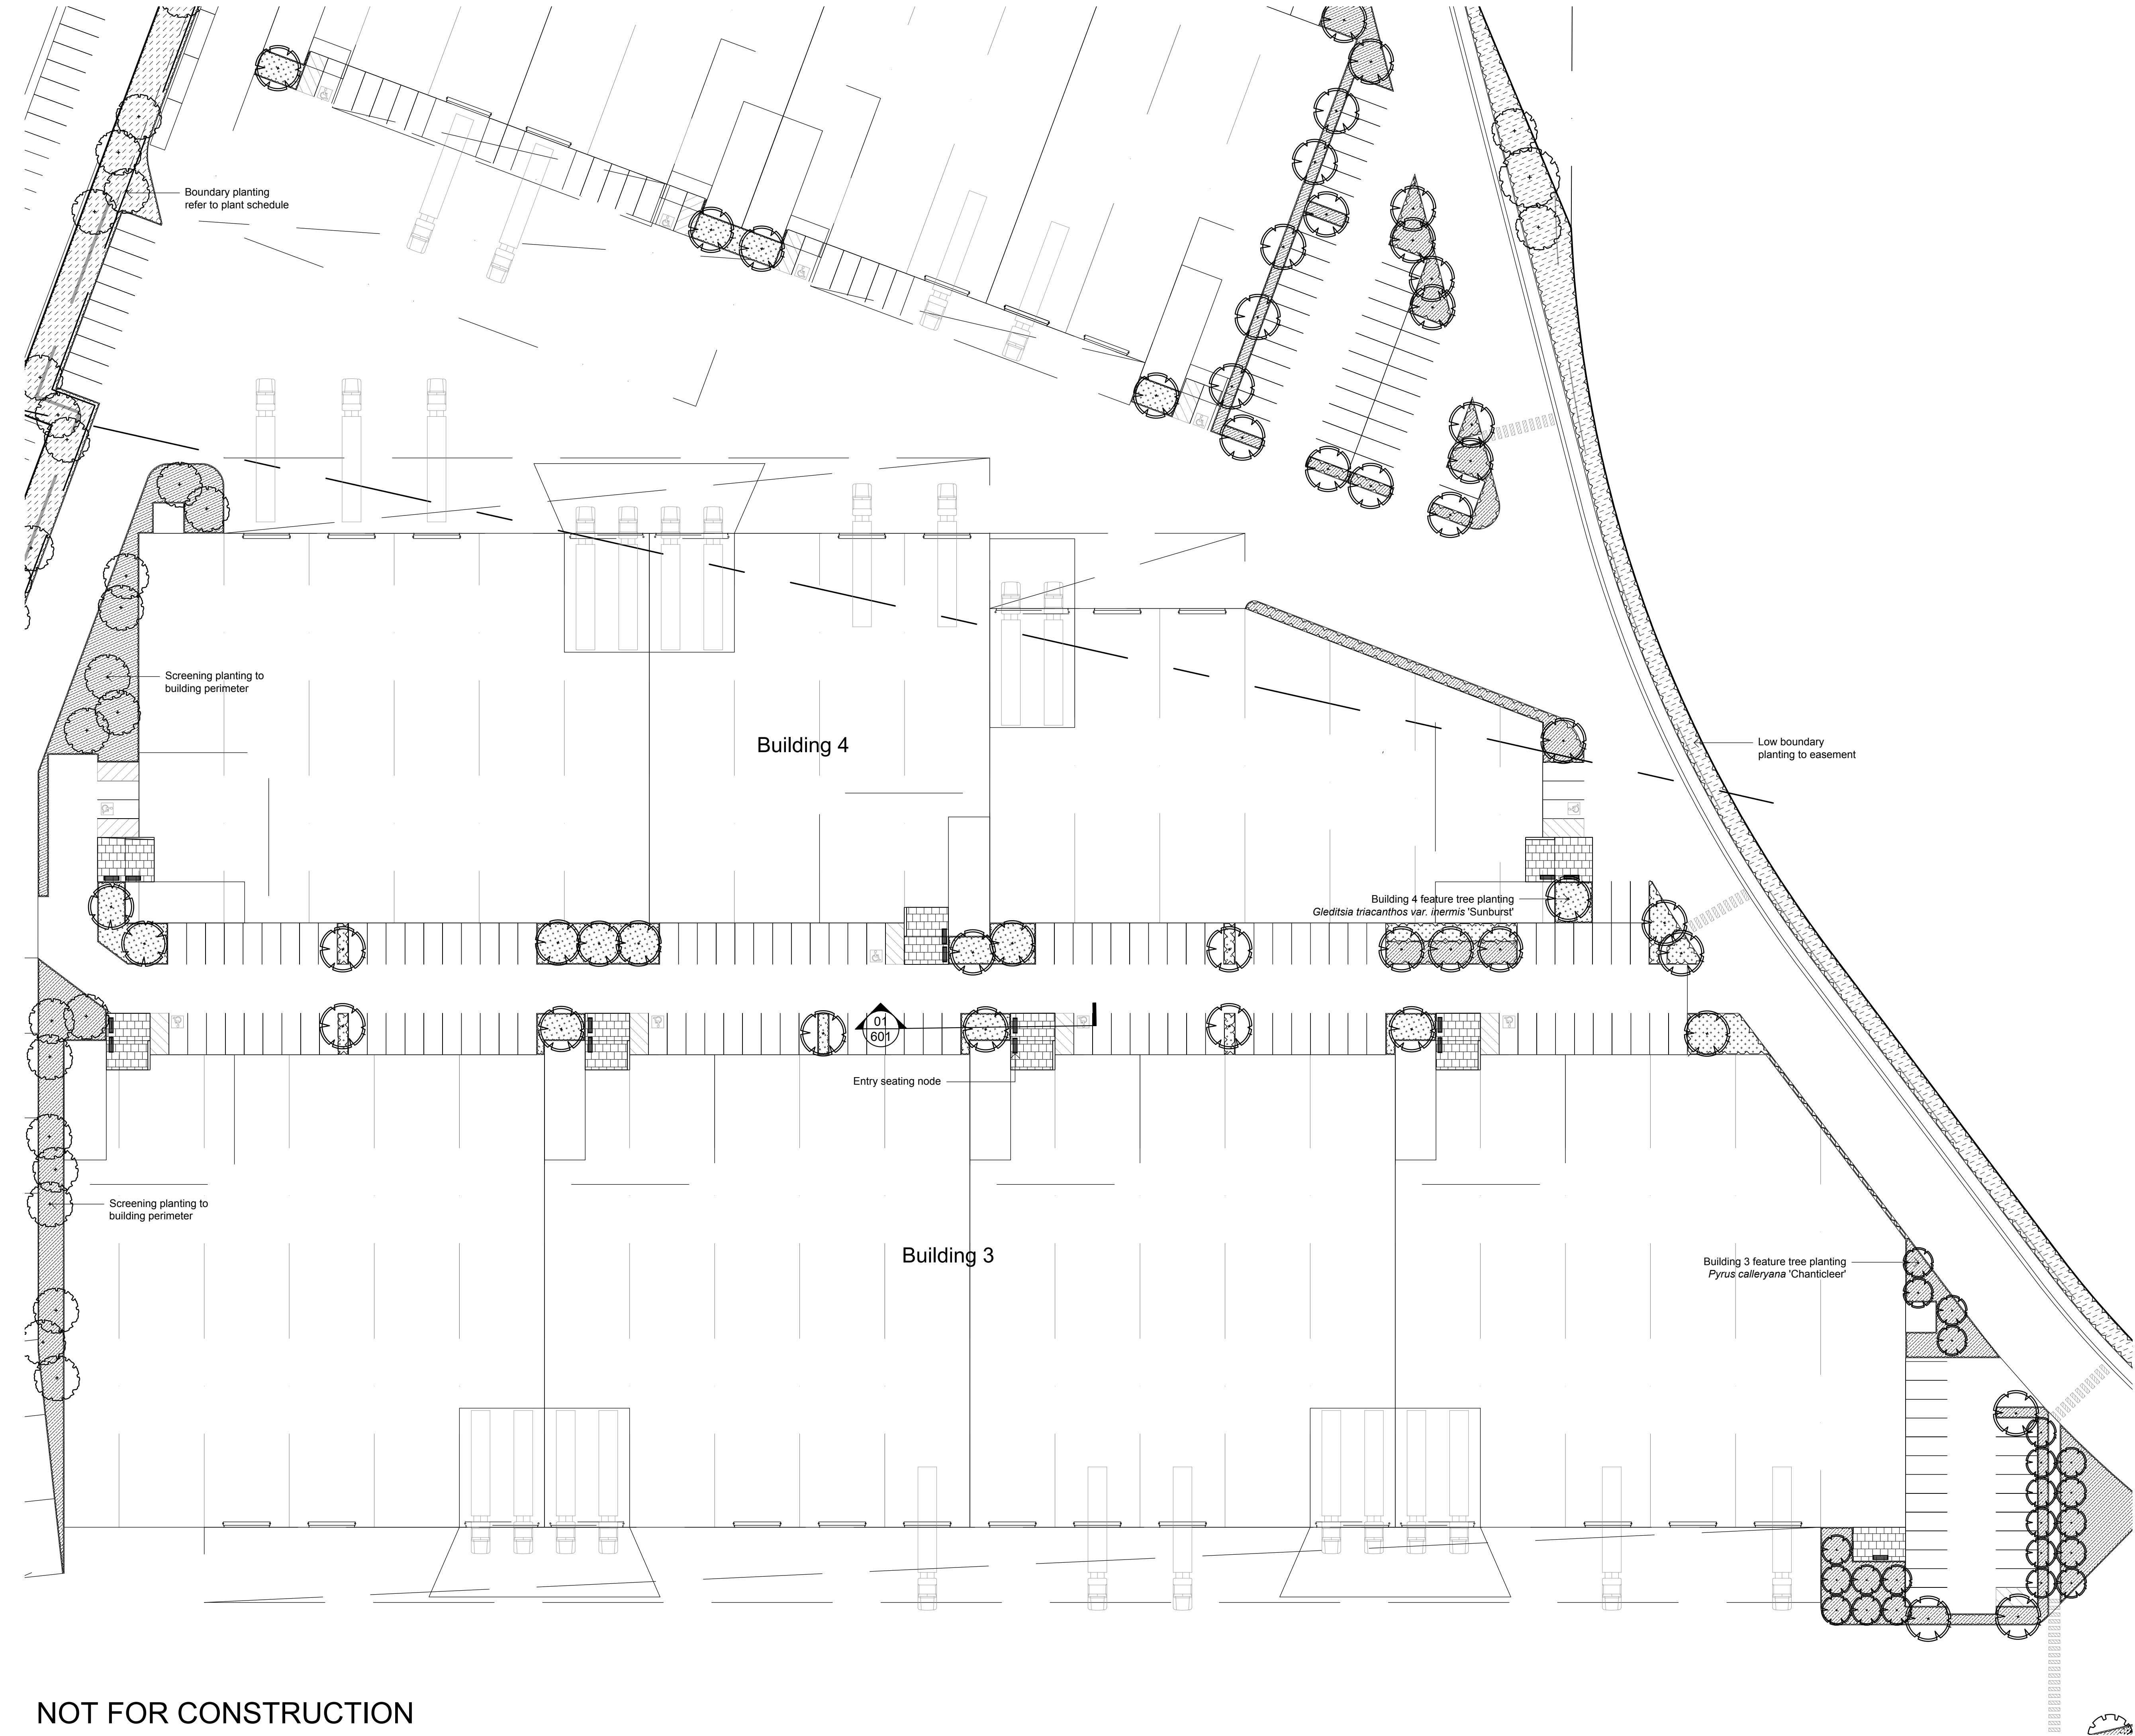 Boundary planting
refer to plant schedule
Screening planting to
building perimeter
Building 4
Low boundary
planting to easement
Building 4 feature tree planting
Gleditsia triacanthos var. inermis 'Sunburst'
01
601
Entry seating node
Screening planting to
building perimeter
Building 3
Building 3 feature tree planting
Pyrus calleryana 'Chanticleer'
NOT FOR CONSTRUCTION